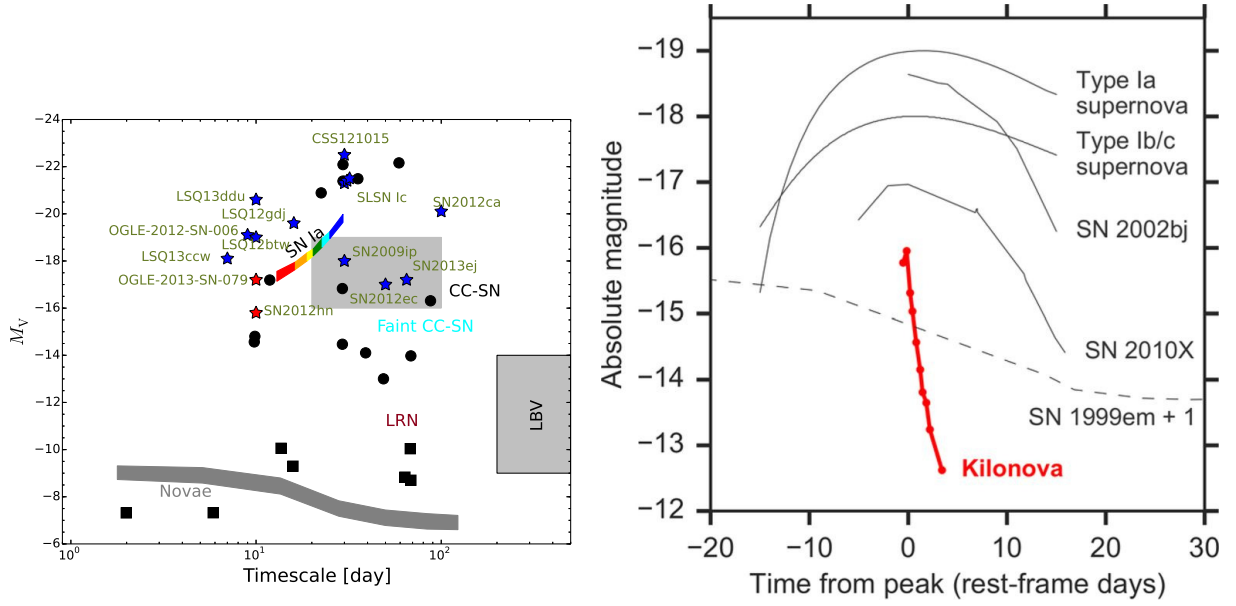 −24
−22
−20
−18
−16
−14
−12
−10
−8
−6
M_V
10⁰
10¹
10²
Timescale [day]
CSS121015
LSQ13ddu
SLSN Ic
LSQ12gdj
SN2012ca
OGLE-2012-SN-006
LSQ12btw
SN Ia
SN2009ip
LSQ13ccw
SN2013ej
OGLE-2013-SN-079
SN2012ec
CC-SN
SN2012hn
Faint CC-SN
LRN
LBV
Novae
−19
−18
−17
−16
−15
−14
−13
−12
Absolute magnitude
Type Ia
supernova
Type Ib/c
supernova
SN 2002bj
SN 2010X
SN 1999em + 1
Kilonova
−20
−10
0
10
20
30
Time from peak (rest-frame days)